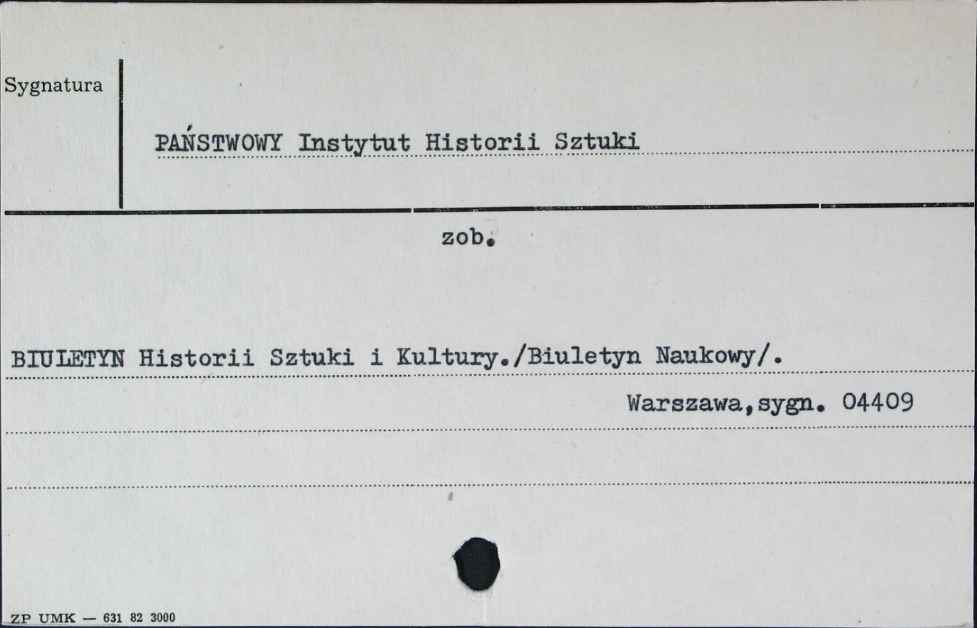 Sygnatura
PAŃSTWOWY Instytut Historii Sztuki
zob.
BIULETYN Historii Sztuki i Kultury./Biuletyn Naukowy/.
Warszawa,sygn. 04409
ZP UMK — 631 82 3000